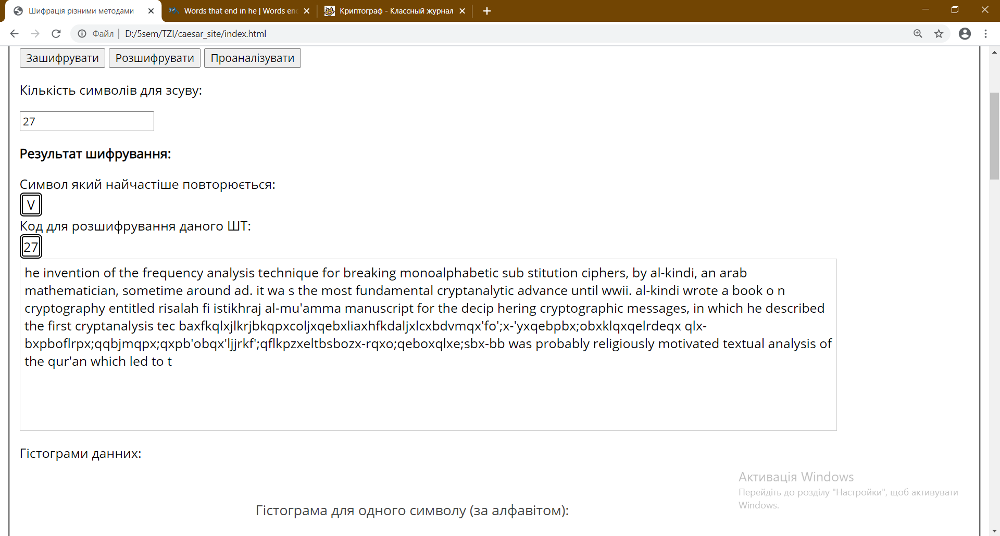 Шифрація різними методами
Words that end in he | Words en
Криптограф - Классный журнал
Файл | D:/5sem/TZI/caesar_site/index.html
Зашифрувати Розшифрувати Проаналізувати
Кількість символів для зсуву:
27
Результат шифрування:
Символ який найчастіше повторюється:
V
Код для розшифрування даного ШТ:
27
he invention of the frequency analysis technique for breaking monoalphabetic sub stitution ciphers, by al-kindi, an arab
mathematician, sometime around ad. it wa s the most fundamental cryptanalytic advance until wwii. al-kindi wrote a book o n
cryptography entitled risalah fi istikhraj al-mu'amma manuscript for the decip hering cryptographic messages, in which he described
the first cryptanalysis tec baxfkqlxjlkrjbkqpxcoljxqebxliaxhfkdaljxlcxbdvmqx'fo';x-'yxqebpbx;obxklqxqelrdeqx qlx-
bxpboflrpx;qqbjmqpx;qxpb'obqx'ljjrkf';qflkpzxeltbsbozx-rqxo;qeboxqlxe;sbx-bb was probably religiously motivated textual analysis of
the qur'an which led to t
Гістограми данних:
Гістограма для одного символу (за алфавітом):
Активація Windows
Перейдіть до розділу "Настройки", щоб активувати
Windows.